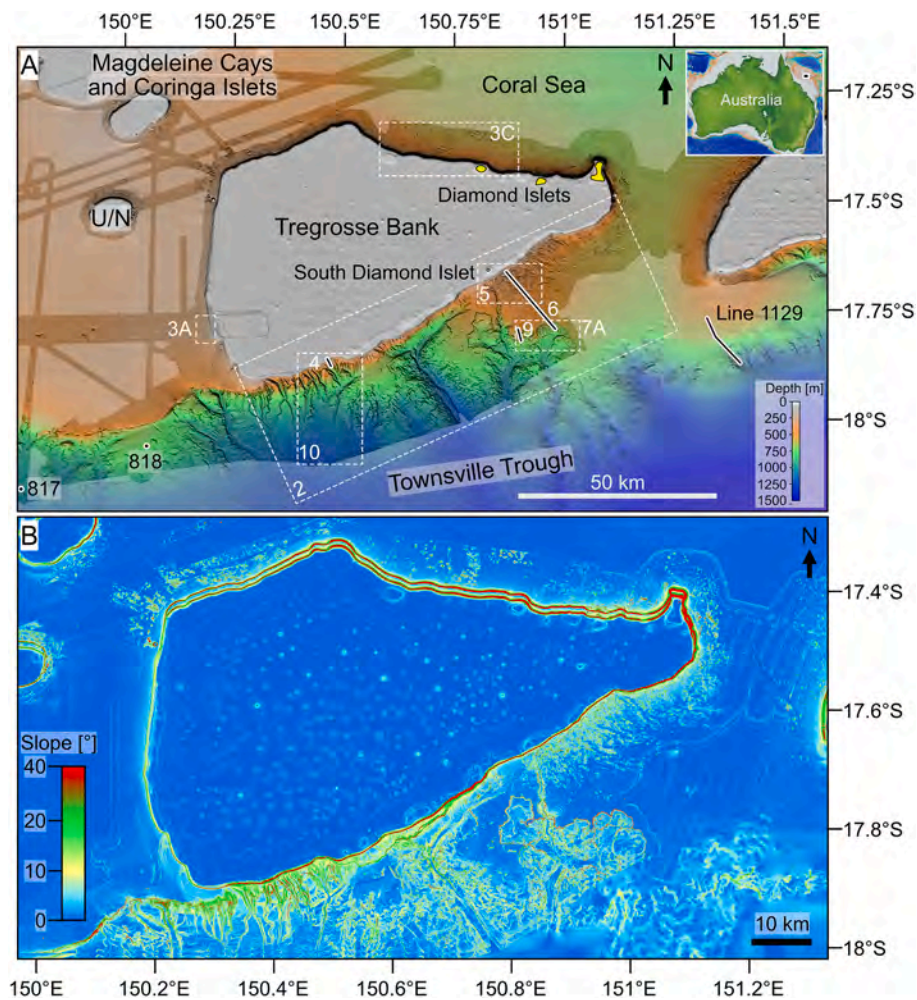 150°E 150.25°E 150.5°E 150.75°E 151°E 151.25°E 151.5°E
A
Magdeleine Cays
and Coringa Islets
Coral Sea
N
Australia
-17.25°S
3C
U/N
Diamond Islets
-17.5°S
Tregrosse Bank
South Diamond Islet
5
6
3A
9
7A
Line 1129
-17.75°S
4
Depth [m]
0
250
500
750
1000
1250
1500
-18°S
818
10
817
2
Townsville Trough
50 km
B
N
-17.4°S
-17.6°S
Slope [°]
40
20
10
0
-17.8°S
10 km
-18°S
150°E 150.2°E 150.4°E 150.6°E 150.8°E 151°E 151.2°E